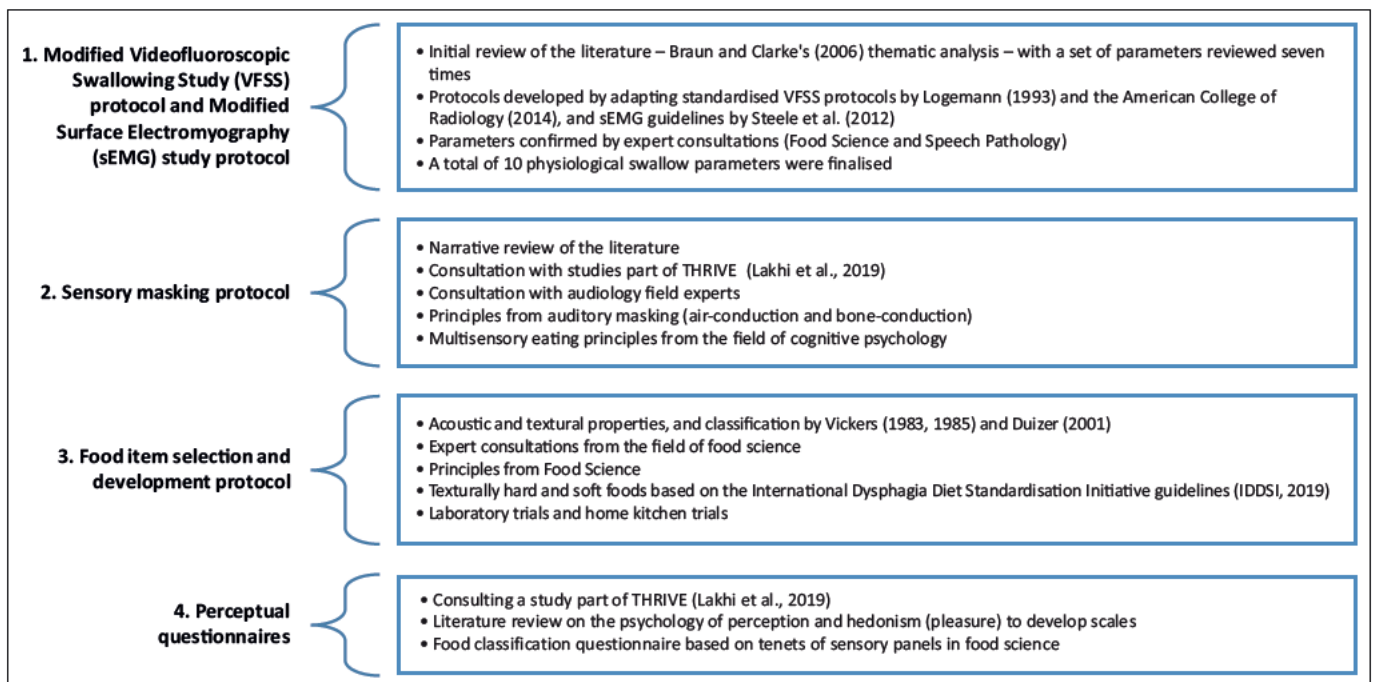 1. Modified Videofluoroscopic
Swallowing Study (VFSS)
protocol and Modified
Surface Electromyography
(sEMG) study protocol
• Initial review of the literature – Braun and Clarke's (2006) thematic analysis – with a set of parameters reviewed seven
times
• Protocols developed by adapting standardised VFSS protocols by Logemann (1993) and the American College of
Radiology (2014), and sEMG guidelines by Steele et al. (2012)
• Parameters confirmed by expert consultations (Food Science and Speech Pathology)
• A total of 10 physiological swallow parameters were finalised
2. Sensory masking protocol
• Narrative review of the literature
• Consultation with studies part of THRIVE (Lakhi et al., 2019)
• Consultation with audiology field experts
• Principles from auditory masking (air-conduction and bone-conduction)
• Multisensory eating principles from the field of cognitive psychology
3. Food item selection and
development protocol
• Acoustic and textural properties, and classification by Vickers (1983, 1985) and Duizer (2001)
• Expert consultations from the field of food science
• Principles from Food Science
• Texturally hard and soft foods based on the International Dysphagia Diet Standardisation Initiative guidelines (IDDSI, 2019)
• Laboratory trials and home kitchen trials
4. Perceptual
questionnaires
• Consulting a study part of THRIVE (Lakhi et al., 2019)
• Literature review on the psychology of perception and hedonism (pleasure) to develop scales
• Food classification questionnaire based on tenets of sensory panels in food science